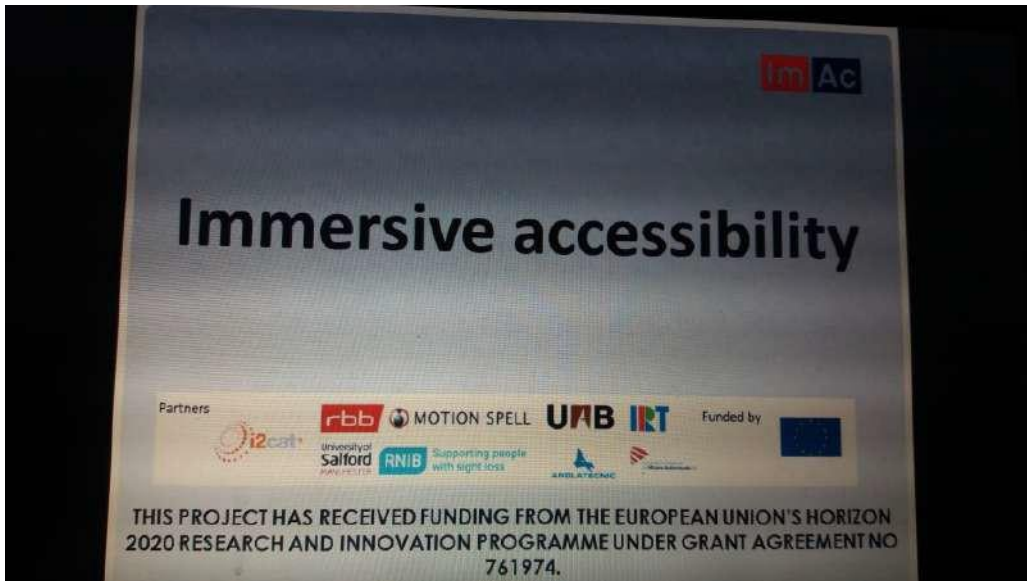 Im Ac
Immersive accessibility
Partners
i2cat
rbb
MOTION SPELL
UAB
IRT
Funded by
University of
Salford
MANCHESTER
RNIB
Supporting people
with sight loss
ANGLATECNIC
THIS PROJECT HAS RECEIVED FUNDING FROM THE EUROPEAN UNION'S HORIZON
2020 RESEARCH AND INNOVATION PROGRAMME UNDER GRANT AGREEMENT NO
761974.